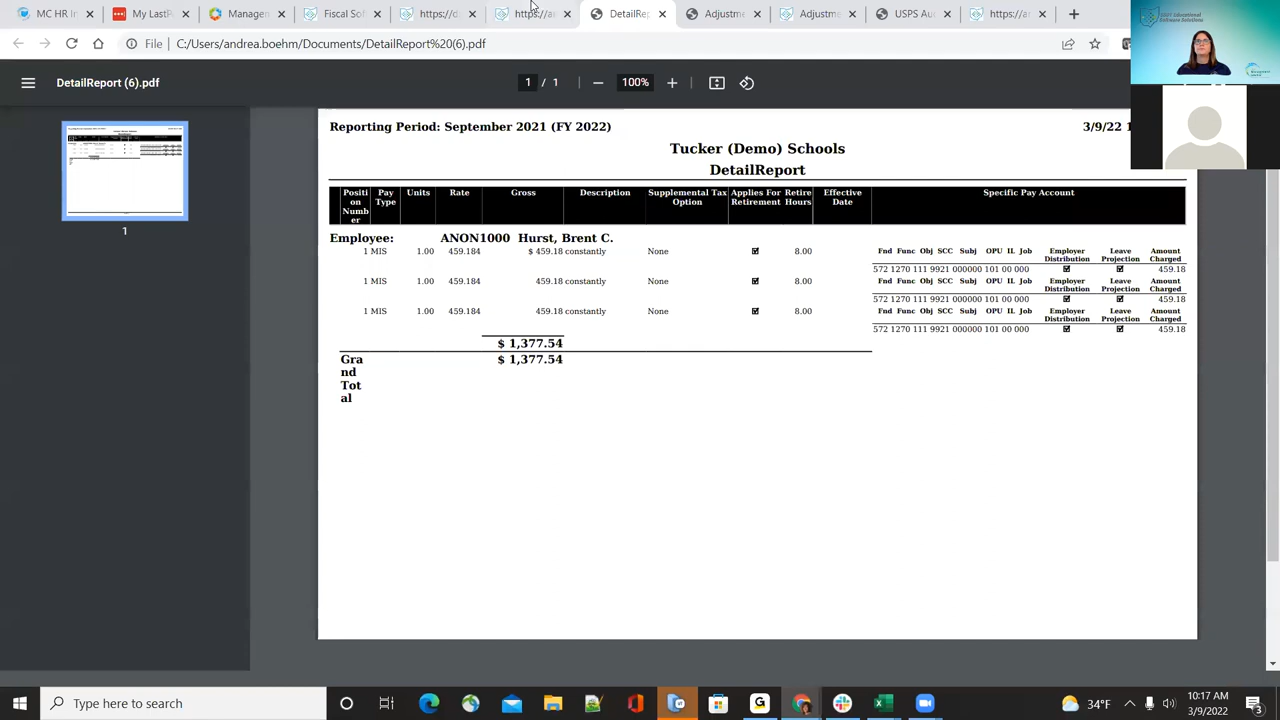 MC HR In
My LastP
Manage
Fiscal Sof
https://
https://
DetailRep
Adjustm
Adjustme
USPS
https://ar
File
C:/Users/andrea.boehm/Documents/DetailReport%20(6).pdf
DetailReport (6).pdf
1 / 1
100%
1
Reporting Period: September 2021 (FY 2022)
3/9/22 1
Tucker (Demo) Schools
DetailReport
Positi on Numb er Pay Type Units Rate Gross Description Supplemental Tax Option Applies For Retirement Retire Hours Effective Date Specific Pay Account
Employee: ANON1000 Hurst, Brent C.
1 MIS 1.00 459.184 $ 459.18 constantly None 8.00
Fnd Func Obj SCC Subj OPU IL Job Employer Distribution Leave Projection Amount Charged
572 1270 111 9921 000000 101 00 000 459.18
1 MIS 1.00 459.184 459.18 constantly None 8.00
Fnd Func Obj SCC Subj OPU IL Job Employer Distribution Leave Projection Amount Charged
572 1270 111 9921 000000 101 00 000 459.18
1 MIS 1.00 459.184 459.18 constantly None 8.00
Fnd Func Obj SCC Subj OPU IL Job Employer Distribution Leave Projection Amount Charged
572 1270 111 9921 000000 101 00 000 459.18
$ 1,377.54
Gra
nd
Tot
al
$ 1,377.54
Type here to search
34°F
10:17 AM
3/9/2022
3